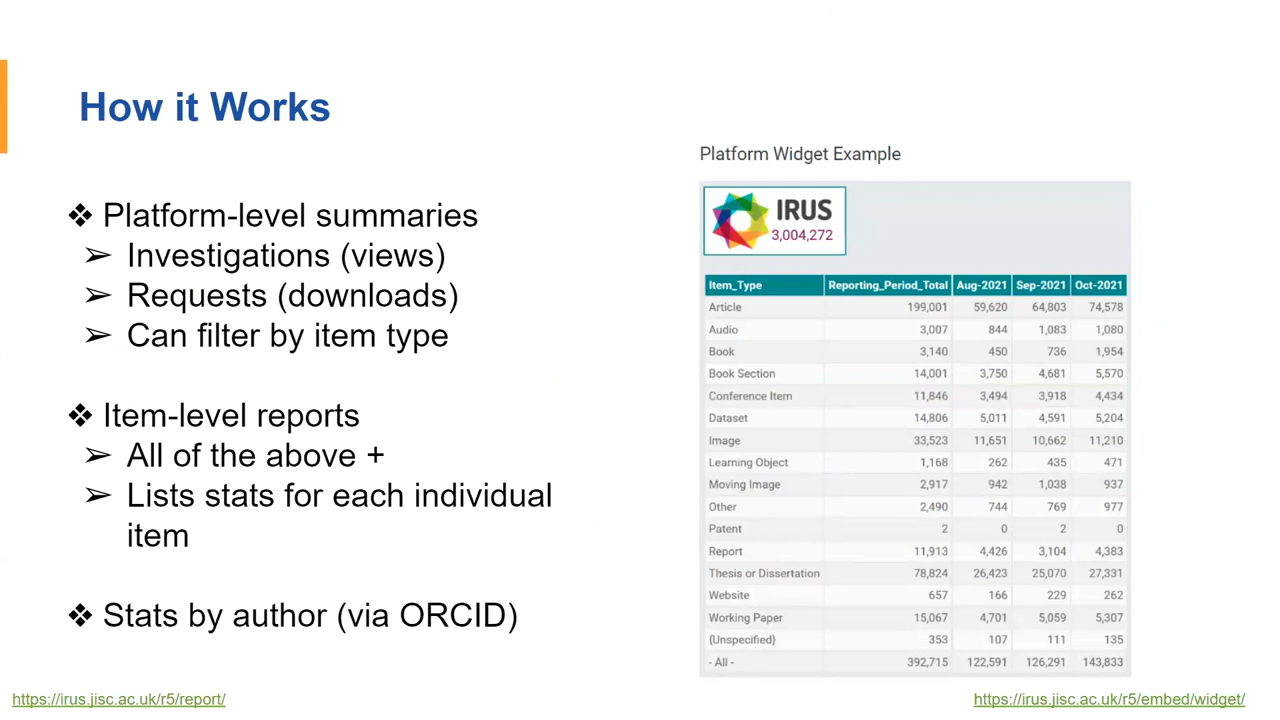 How it Works
❖ Platform-level summaries
➢ Investigations (views)
➢ Requests (downloads)
➢ Can filter by item type
❖ Item-level reports
➢ All of the above +
➢ Lists stats for each individual
item
❖ Stats by author (via ORCID)
https://irus.jisc.ac.uk/r5/report/
Platform Widget Example
IRUS
3,004,272
Item_Type Reporting_Period_Total Aug-2021 Sep-2021 Oct-2021
Article 199,001 59,620 64,803 74,578
Audio 3,007 844 1,083 1,080
Book 3,140 450 736 1,954
Book Section 14,001 3,750 4,681 5,570
Conference Item 11,846 3,494 3,918 4,434
Dataset 14,806 5,011 4,591 5,204
Image 33,523 11,651 10,662 11,210
Learning Object 1,168 262 435 471
Moving Image 2,917 942 1,038 937
Other 2,490 744 769 977
Patent 2 0 2 0
Report 11,913 4,426 3,104 4,383
Thesis or Dissertation 78,824 26,423 25,070 27,331
Website 657 166 229 262
Working Paper 15,067 4,701 5,059 5,307
{Unspecified} 353 107 111 135
- All - 392,715 122,591 126,291 143,833
https://irus.jisc.ac.uk/r5/embed/widget/